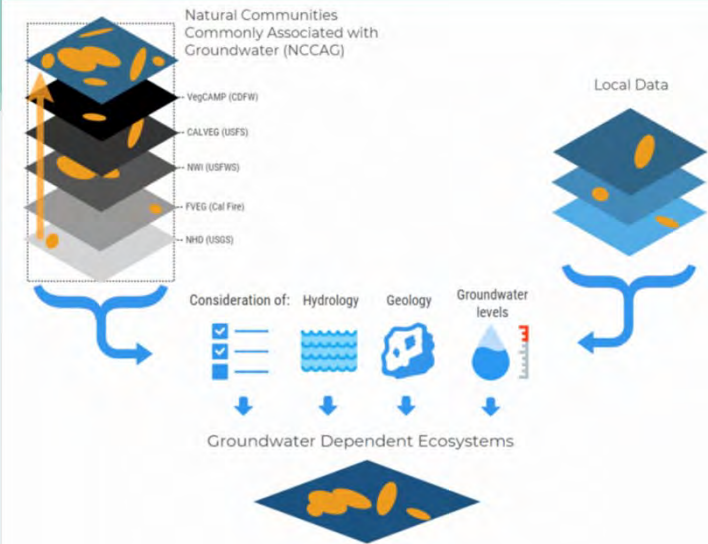 Natural Communities
Commonly Associated with
Groundwater (NCCAG)
VegCAMP (CDFW)
CALVEG (USFS)
NWI (USFWS)
FVEG (Cal Fire)
NHD (USGS)
Local Data
Consideration of:
Hydrology
Geology
Groundwater
levels
Groundwater Dependent Ecosystems